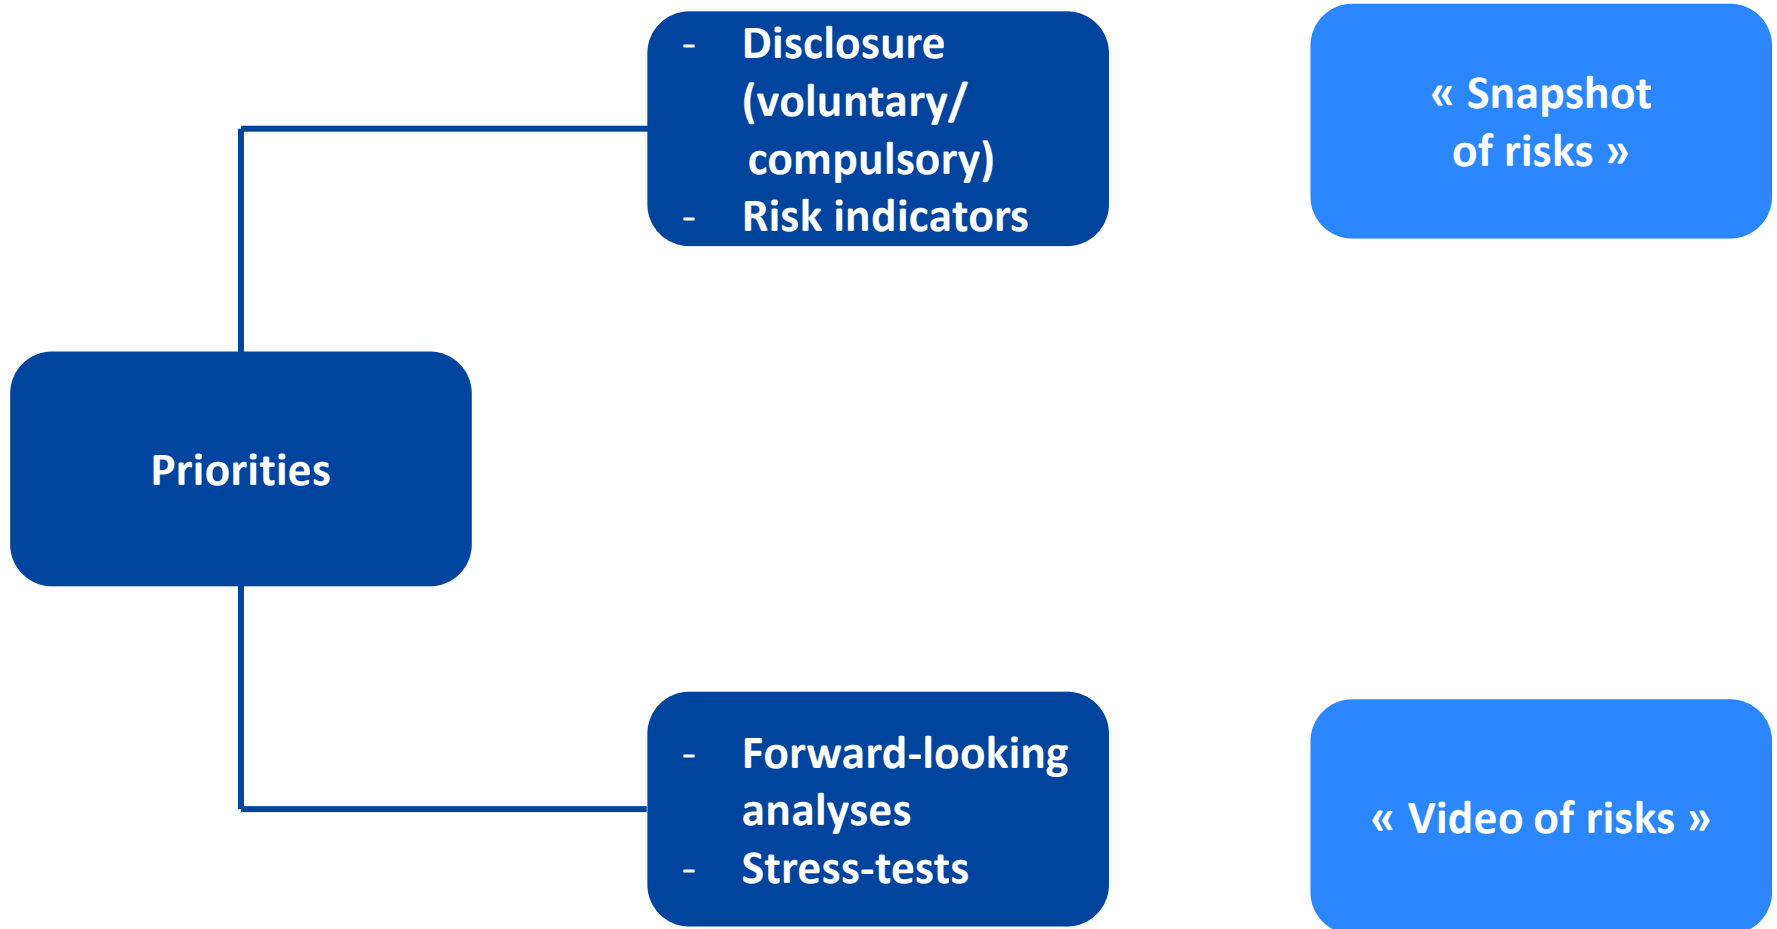 - Disclosure
(voluntary/
compulsory)
- Risk indicators
« Snapshot
of risks »
Priorities
- Forward-looking
analyses
- Stress-tests
« Video of risks »